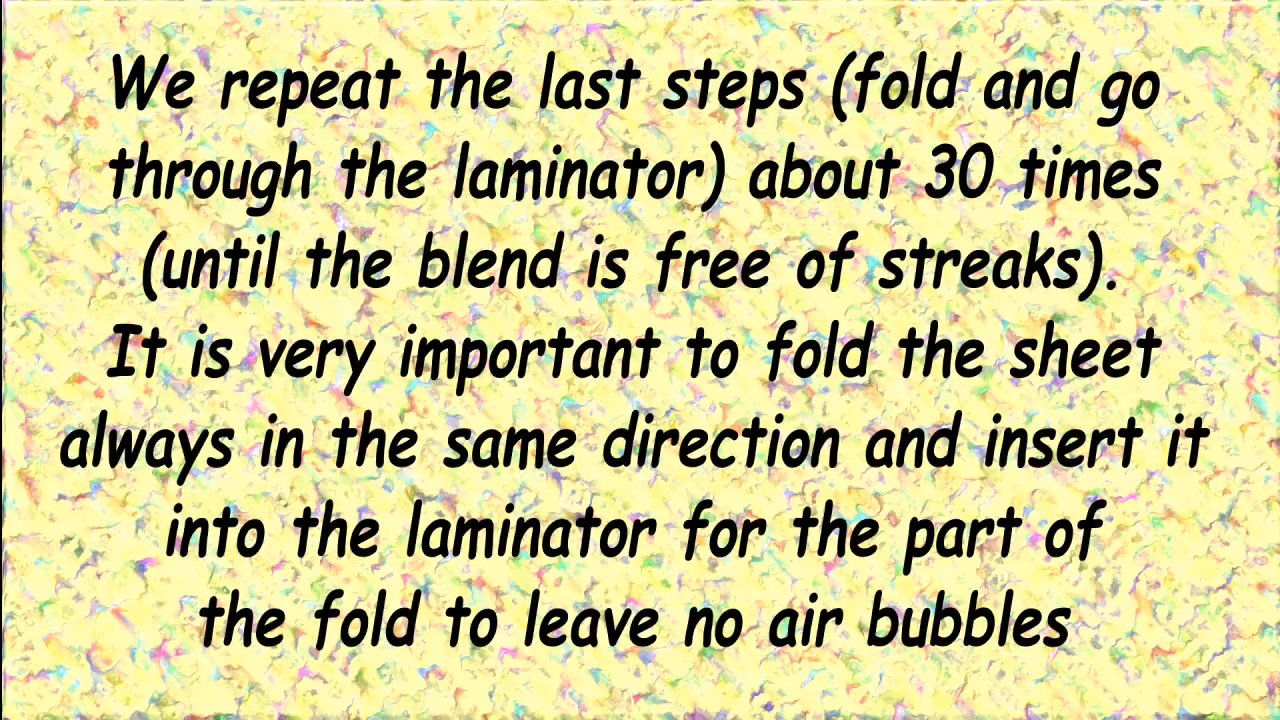 We repeat the last steps (fold and go
through the laminator) about 30 times
(until the blend is free of streaks).
It is very important to fold the sheet
always in the same direction and insert it
into the laminator for the part of
the fold to leave no air bubbles